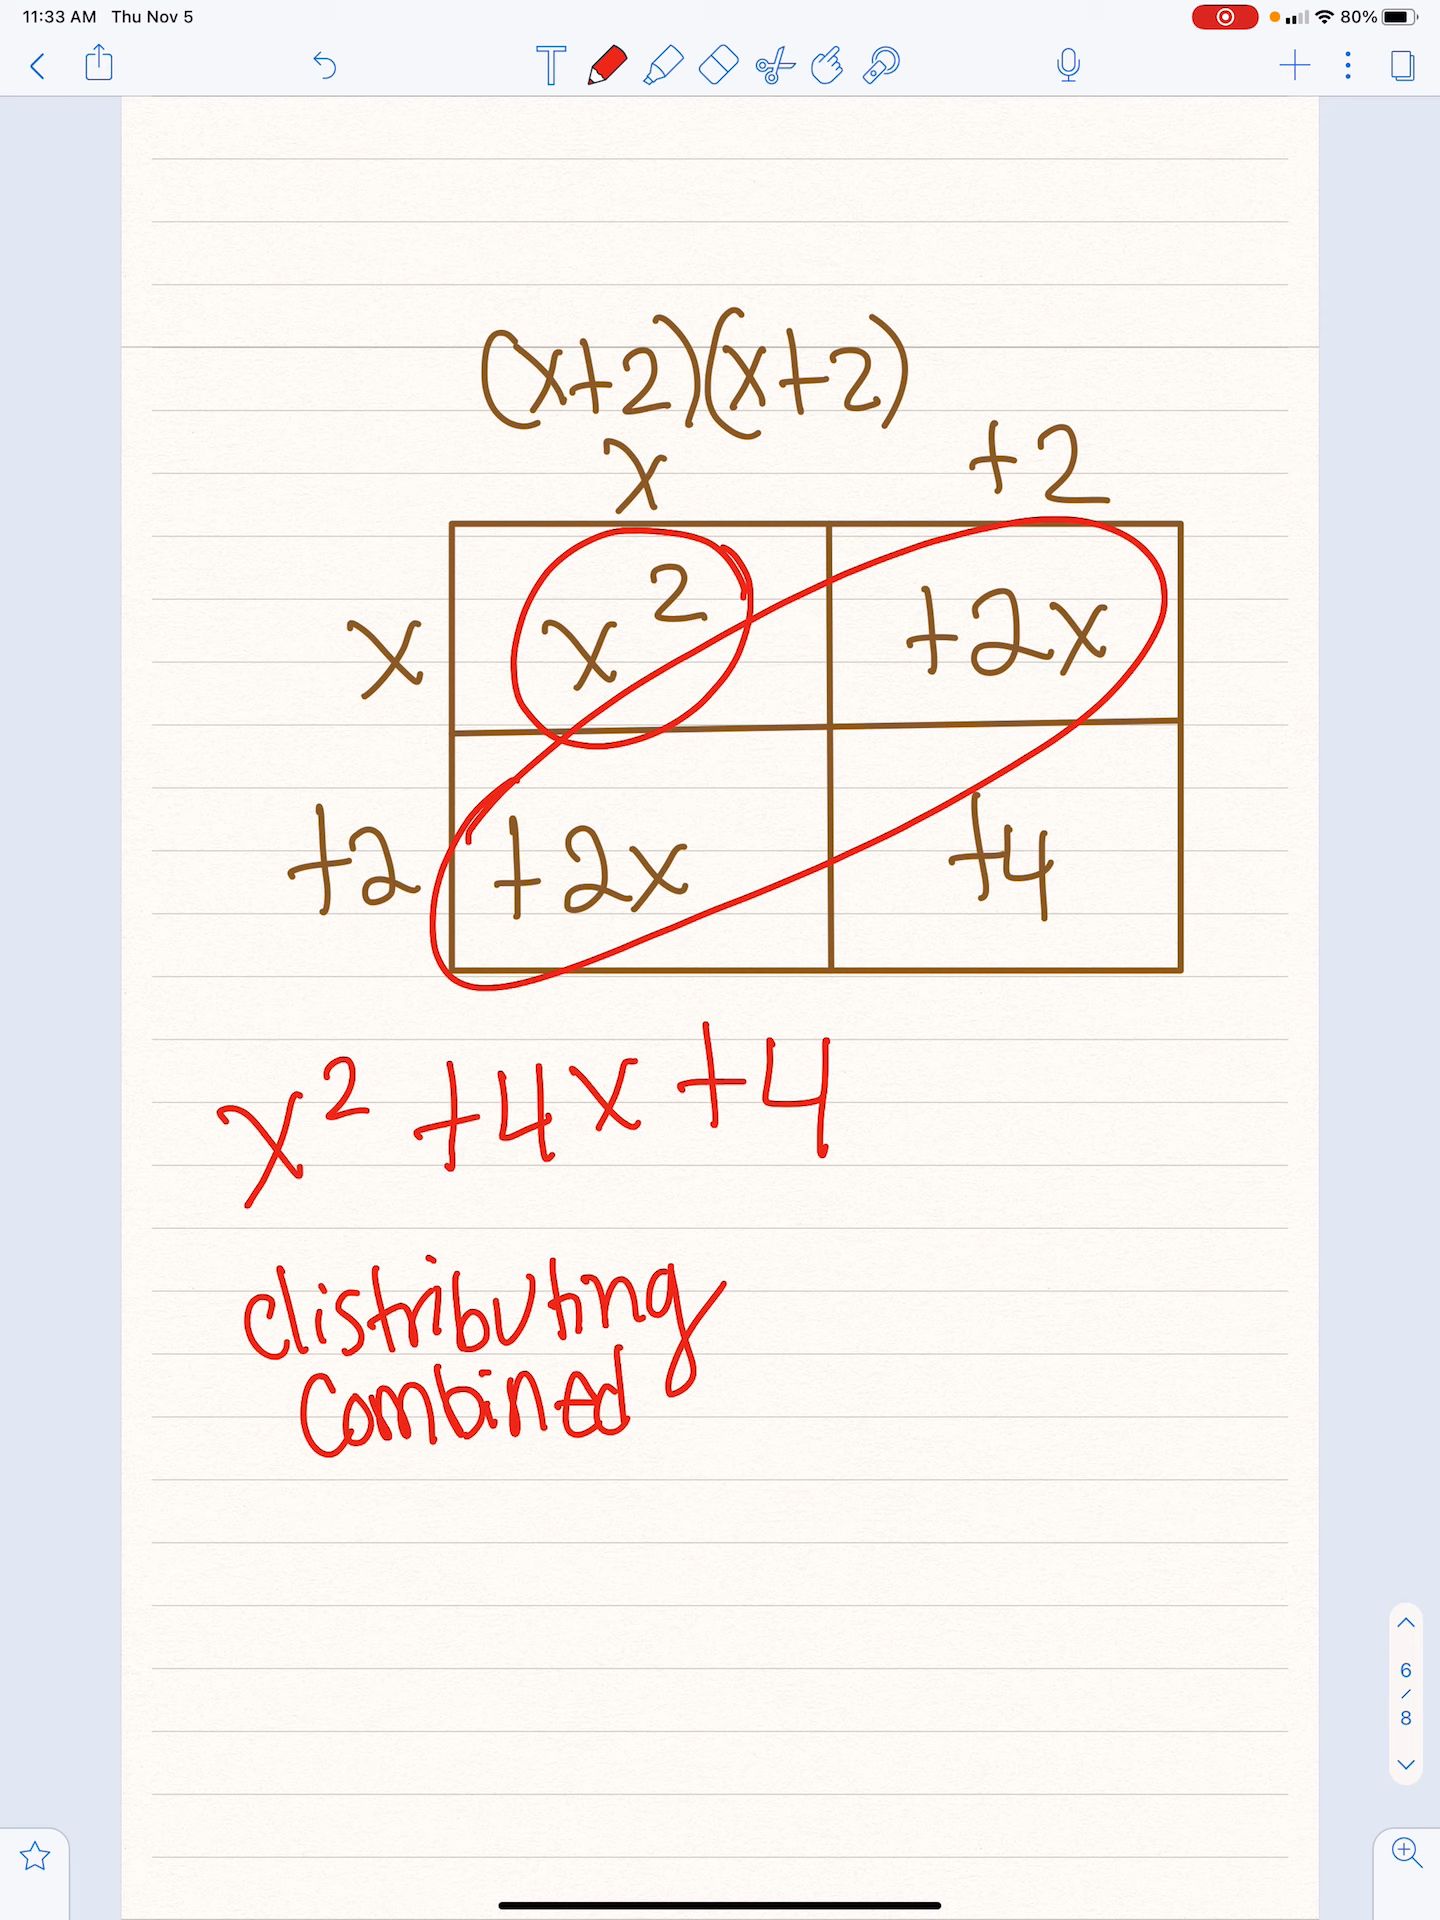 11:33 AM Thu Nov 5
80%
T
(x+2)(x+2)
x +2
x x² +2x
+2 +2x +4
x² +4x +4
distributing
Combined
6
/
8